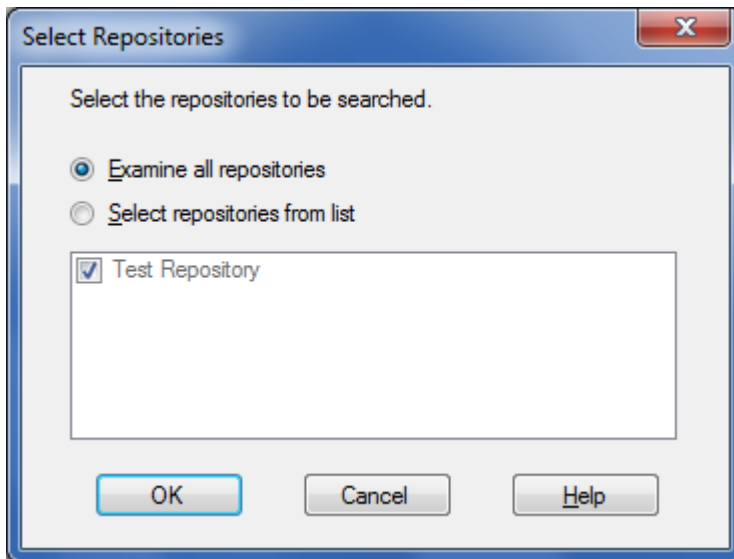 Select Repositories
Select the repositories to be searched.
Examine all repositories
Select repositories from list
Test Repository
OK
Cancel
Help